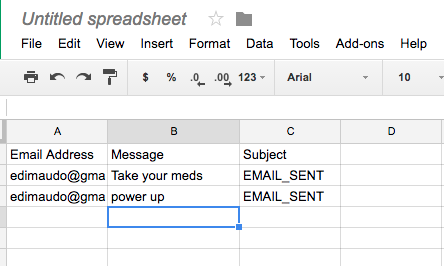 Untitled spreadsheet
File Edit View Insert Format Data Tools Add-ons Help
$ % .0 .00 123 Arial 10
A B C D
Email Address Message Subject
edimaudo@gma Take your meds EMAIL_SENT
edimaudo@gma power up EMAIL_SENT